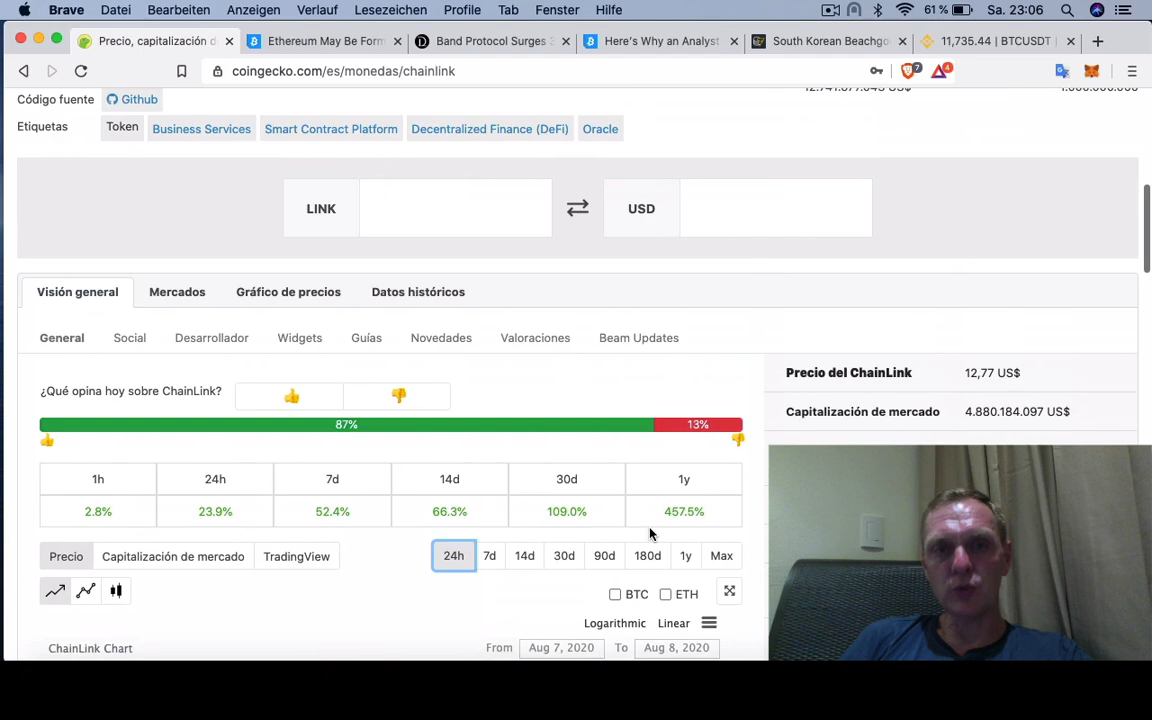 Brave Datei Bearbeiten Anzeigen Verlauf Lesezeichen Profile Tab Fenster Hilfe 61 % Sa. 23:06
Precio, capitalización d Ethereum May Be Form Band Protocol Surges Here's Why an Analyst South Korean Beachgo 11,735.44 | BTCUSDT |
coingecko.com/es/monedas/chainlink 7 4
Código fuente Github
Etiquetas Token Business Services Smart Contract Platform Decentralized Finance (DeFi) Oracle
LINK USD
Visión general Mercados Gráfico de precios Datos históricos
General Social Desarrollador Widgets Guías Novedades Valoraciones Beam Updates
¿Qué opina hoy sobre ChainLink?
87% 13%
Precio del ChainLink 12,77 US$
Capitalización de mercado 4.880.184.097 US$
1h 24h 7d 14d 30d 1y
2.8% 23.9% 52.4% 66.3% 109.0% 457.5%
Precio Capitalización de mercado TradingView 24h 7d 14d 30d 90d 180d 1y Max
BTC ETH
Logarithmic Linear
ChainLink Chart From Aug 7, 2020 To Aug 8, 2020